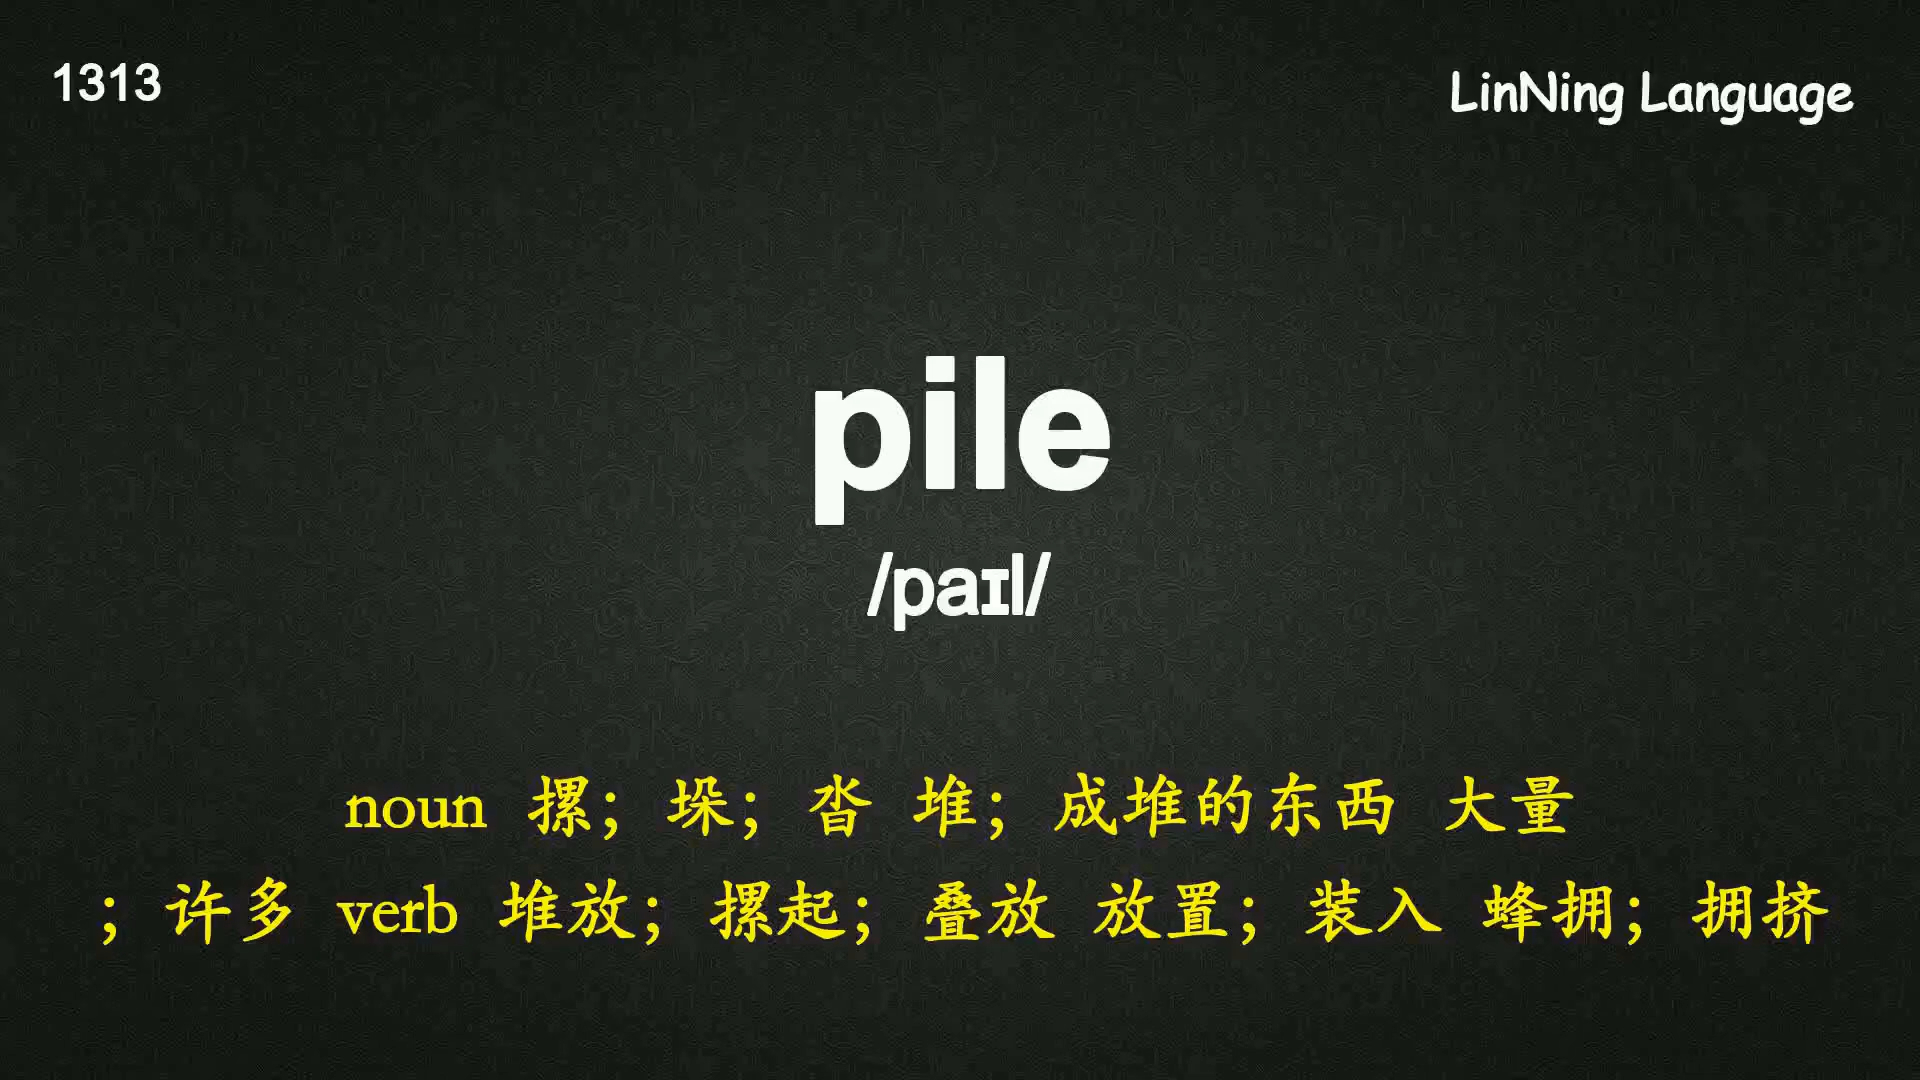 1313
LinNing Language
pile
/paɪl/
noun 摞；垛；沓 堆；成堆的东西 大量
；许多 verb 堆放；摞起；叠放 放置；装入 蜂拥；拥挤